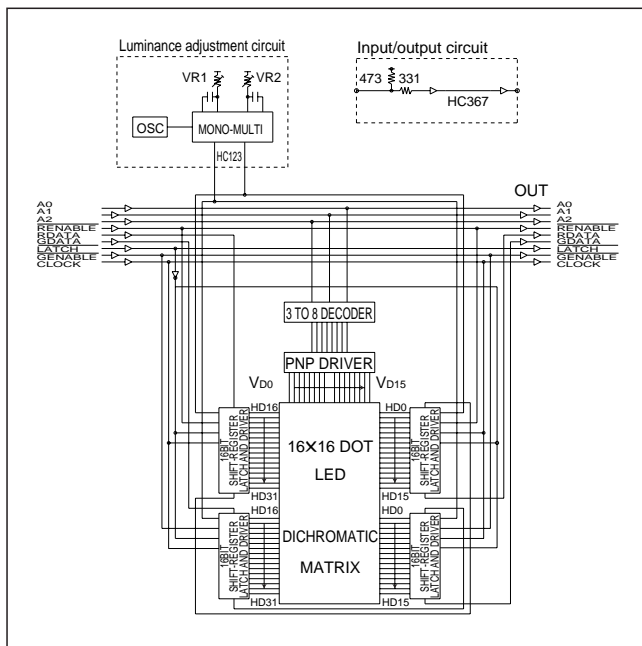 Luminance adjustment circuit
VR1
VR2
OSC
MONO-MULTI
HC123
Input/output circuit
473
331
HC367
OUT
A0
A1
A2
RENABLE
RDATA
GDATA
LATCH
GENABLE
CLOCK
A0
A1
A2
RENABLE
RDATA
GDATA
LATCH
GENABLE
CLOCK
3 TO 8 DECODER
PNP DRIVER
VD0
VD15
HD16
HD31
16BIT
SHIFT-REGISTER
LATCH AND DRIVER
HD16
HD31
16BIT
SHIFT-REGISTER
LATCH AND DRIVER
16×16 DOT
LED
DICHROMATIC
MATRIX
HD0
HD15
16BIT
SHIFT-REGISTER
LATCH AND DRIVER
HD0
HD15
16BIT
SHIFT-REGISTER
LATCH AND DRIVER